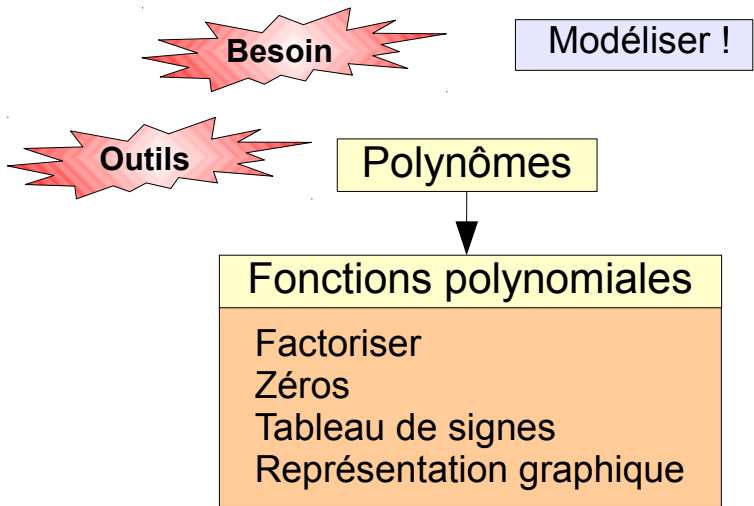 Besoin
Modéliser !
Outils
Polynômes
Fonctions polynomiales
Factoriser
Zéros
Tableau de signes
Représentation graphique